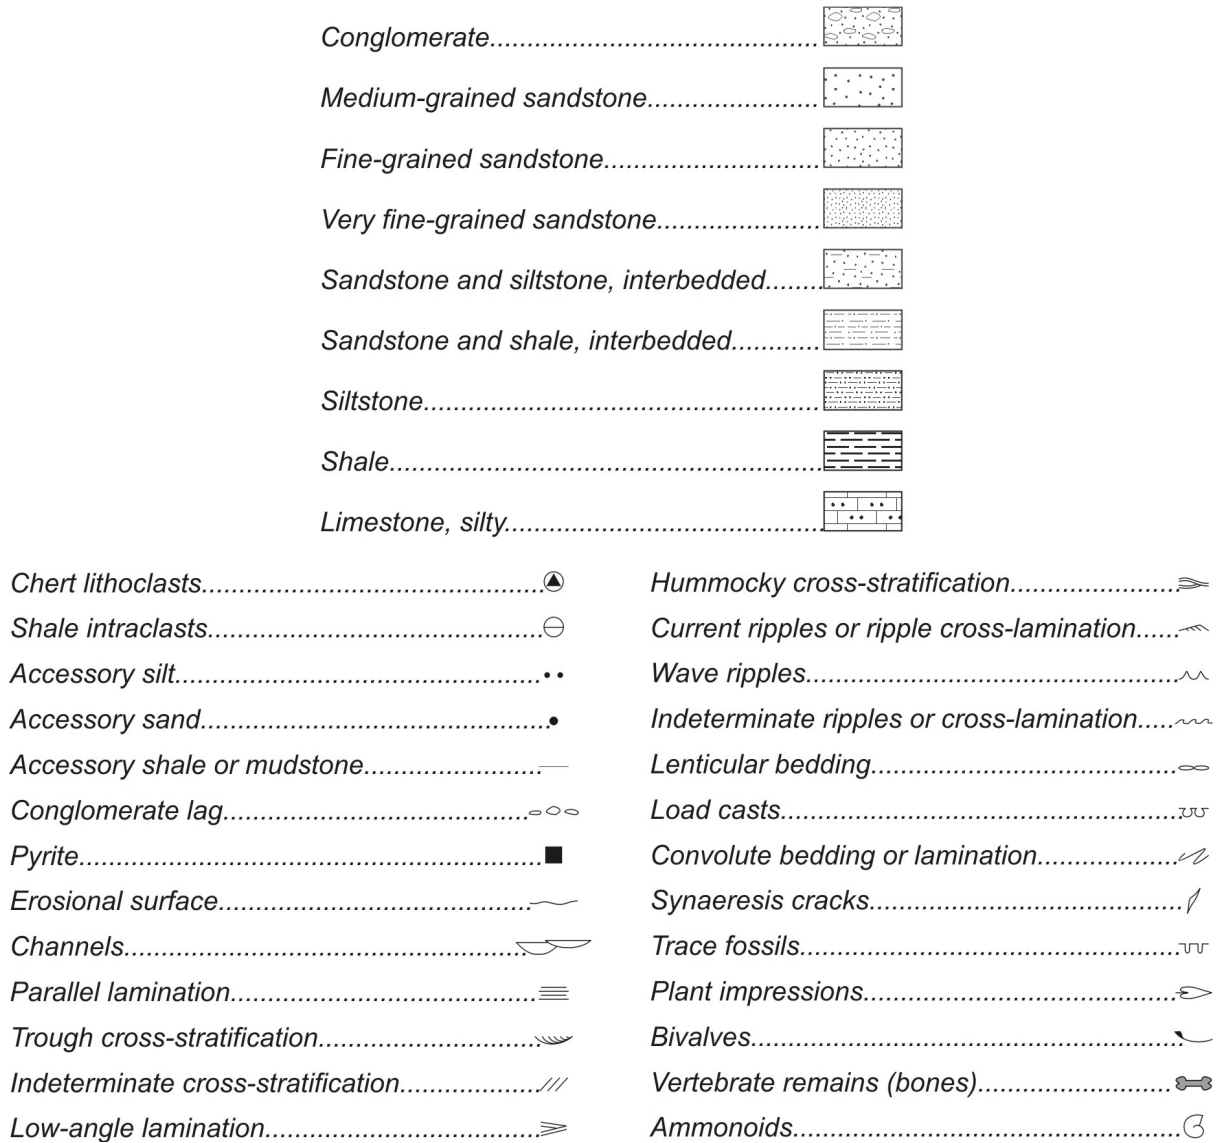 Conglomerate............................................
Medium-grained sandstone.......................
Fine-grained sandstone.............................
Very fine-grained sandstone......................
Sandstone and siltstone, interbedded........
Sandstone and shale, interbedded............
Siltstone.....................................................
Shale..........................................................
Limestone, silty...........................................
Chert lithoclasts..............................................
Shale intraclasts.............................................
Accessory silt.................................................
Accessory sand..............................................
Accessory shale or mudstone........................
Conglomerate lag.........................................
Pyrite..............................................................
Erosional surface..........................................
Channels......................................................
Parallel lamination.........................................
Trough cross-stratification..............................
Indeterminate cross-stratification...................
Low-angle lamination.....................................
Hummocky cross-stratification.......................
Current ripples or ripple cross-lamination......
Wave ripples..................................................
Indeterminate ripples or cross-lamination.....
Lenticular bedding.........................................
Load casts......................................................
Convolute bedding or lamination...................
Synaeresis cracks..........................................
Trace fossils...................................................
Plant impressions..........................................
Bivalves..........................................................
Vertebrate remains (bones)..........................
Ammonoids....................................................